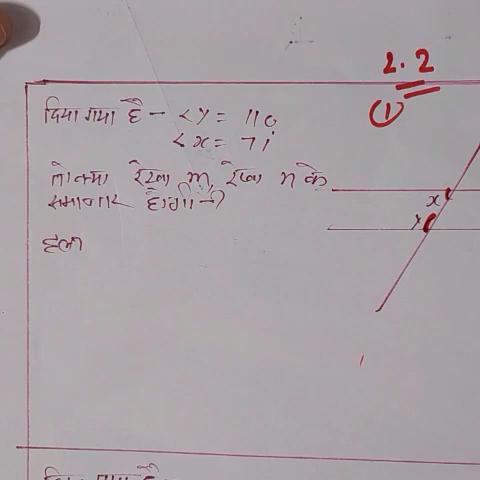 2.2
①
दिया गया है - <y = 110
<x = 71
तो क्या रेखा m, रेखा n के
समान्तर होगी -
हल
x
y